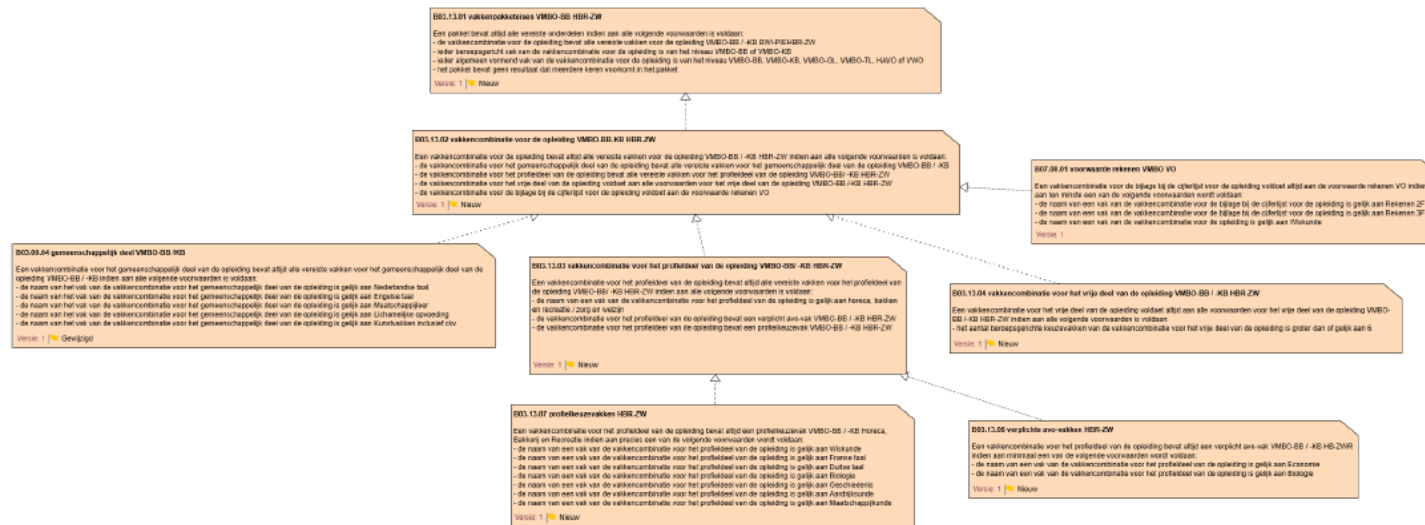 B03.13.01 vakkenpakketeisen VMBO-BB HBR-ZW
Een pakket bevat altijd alle vereiste onderdelen indien aan alle volgende voorwaarden is voldaan:
- de vakkencombinatie voor de opleiding bevat alle vereiste vakken voor de opleiding VMBO-BB / -KB BWI-PIEHBR-ZW
- ieder beroepsgericht vak van de vakkencombinatie voor de opleiding is van het niveau VMBO-BB of VMBO-KB
- ieder algemeen vormend vak van de vakkencombinatie voor de opleiding is van het niveau VMBO-BB, VMBO-KB, VMBO-GL, VMBO-TL, HAVO of VWO
- het pakket bevat geen resultaat dat meerdere keren voorkomt in het pakket
Versie: 1 Nieuw
B03.13.02 vakkencombinatie voor de opleiding VMBO-BB-KB HBR-ZW
Een vakkencombinatie voor de opleiding bevat altijd alle vereiste vakken voor de opleiding VMBO-BB / -KB HBR-ZW indien aan alle volgende voorwaarden is voldaan:
- de vakkencombinatie voor het gemeenschappelijk deel van de opleiding bevat alle vereiste vakken voor het gemeenschappelijk deel van de opleiding VMBO-BB / -KB
- de vakkencombinatie voor het profieldeel van de opleiding bevat alle vereiste vakken voor het profieldeel van de opleiding VMBO-BB/ -KB HBR-ZW
- de vakkencombinatie voor het vrije deel van de opleiding voldoet aan alle voorwaarden voor het vrije deel van de opleiding VMBO-BB / -KB HBR-ZW
- de vakkencombinatie voor de bijlage bij de cijferlijst voor de opleiding voldoet aan de voorwaarde rekenen VO
Versie: 1 Nieuw
B07.00.01 voorwaarde rekenen VMBO VO
Een vakkencombinatie voor de bijlage bij de cijferlijst voor de opleiding voldoet altijd aan de voorwaarde rekenen VO indien
aan ten minste een van de volgende voorwaarden wordt voldaan:
- de naam van een vak van de vakkencombinatie voor de bijlage bij de cijferlijst voor de opleiding is gelijk aan Rekenen 2F
- de naam van een vak van de vakkencombinatie voor de bijlage bij de cijferlijst voor de opleiding is gelijk aan Rekenen 3F
- de naam van een vak van de vakkencombinatie voor de opleiding is gelijk aan Wiskunde
Versie: 1
B03.00.04 gemeenschappelijk deel VMBO-BB /KB
Een vakkencombinatie voor het gemeenschappelijk deel van de opleiding bevat altijd alle vereiste vakken voor het gemeenschappelijk deel van de
opleiding VMBO-BB / -KB indien aan alle volgende voorwaarden is voldaan:
- de naam van het vak van de vakkencombinatie voor het gemeenschappelijk deel van de opleiding is gelijk aan Nederlandse taal
- de naam van het vak van de vakkencombinatie voor het gemeenschappelijk deel van de opleiding is gelijk aan Engelse taal
- de naam van het vak van de vakkencombinatie voor het gemeenschappelijk deel van de opleiding is gelijk aan Maatschappijleer
- de naam van het vak van de vakkencombinatie voor het gemeenschappelijk deel van de opleiding is gelijk aan Lichamelijke opvoeding
- de naam van het vak van de vakkencombinatie voor het gemeenschappelijk deel van de opleiding is gelijk aan Kunstvakken inclusief ckv
Versie: 1 Gewijzigd
B03.13.03 vakkencombinatie voor het profieldeel van de opleiding VMBO-BB/ -KB HBR-ZW
Een vakkencombinatie voor het profieldeel van de opleiding bevat altijd alle vereiste vakken voor het profieldeel van
de opleiding VMBO-BB/ -KB HBR-ZW indien aan alle volgende voorwaarden is voldaan:
- de naam van een vak van de vakkencombinatie voor het profieldeel van de opleiding is gelijk aan horeca, bakken
en recreatie / zorg en welzijn
- de vakkencombinatie voor het profieldeel van de opleiding bevat een verplicht avo-vak VMBO-BB / -KB HBR-ZW
- de vakkencombinatie voor het profieldeel van de opleiding bevat een profielkeuzevak VMBO-BB / -KB HBR-ZW
Versie: 1 Nieuw
B03.13.04 vakkencombinatie voor het vrije deel van de opleiding VMBO-BB / -KB HBR-ZW
Een vakkencombinatie voor het vrije deel van de opleiding voldoet altijd aan alle voorwaarden voor het vrije deel van de opleiding VMBO-
BB / -KB HBR-ZW indien aan alle volgende voorwaarden is voldaan:
- het aantal beroepsgerichte keuzevakken van de vakkencombinatie voor het vrije deel van de opleiding is groter dan of gelijk aan 6
Versie: 1 Nieuw
B03.13.07 profielkeuzevakken HBR-ZW
Een vakkencombinatie voor het profieldeel van de opleiding bevat altijd een profielkeuzevak VMBO-BB / -KB Horeca,
Bakkerij en Recreatie indien aan precies een van de volgende voorwaarden wordt voldaan:
- de naam van een vak van de vakkencombinatie voor het profieldeel van de opleiding is gelijk aan Wiskunde
- de naam van een vak van de vakkencombinatie voor het profieldeel van de opleiding is gelijk aan Franse taal
- de naam van een vak van de vakkencombinatie voor het profieldeel van de opleiding is gelijk aan Duitse taal
- de naam van een vak van de vakkencombinatie voor het profieldeel van de opleiding is gelijk aan Biologie
- de naam van een vak van de vakkencombinatie voor het profieldeel van de opleiding is gelijk aan Geschiedenis
- de naam van een vak van de vakkencombinatie voor het profieldeel van de opleiding is gelijk aan Aardrijkskunde
- de naam van een vak van de vakkencombinatie voor het profieldeel van de opleiding is gelijk aan Maatschappijkunde
Versie: 1 Nieuw
B03.13.06 verplichte avo-vakken HBR-ZW
Een vakkencombinatie voor het profieldeel van de opleiding bevat altijd een verplicht avo-vak VMBO-BB / -KB HB-ZWR
indien aan minimaal een van de volgende voorwaarden wordt voldaan:
- de naam van een vak van de vakkencombinatie voor het profieldeel van de opleiding is gelijk aan Economie
- de naam van een vak van de vakkencombinatie voor het profieldeel van de opleiding is gelijk aan Biologie
Versie: 1 Nieuw